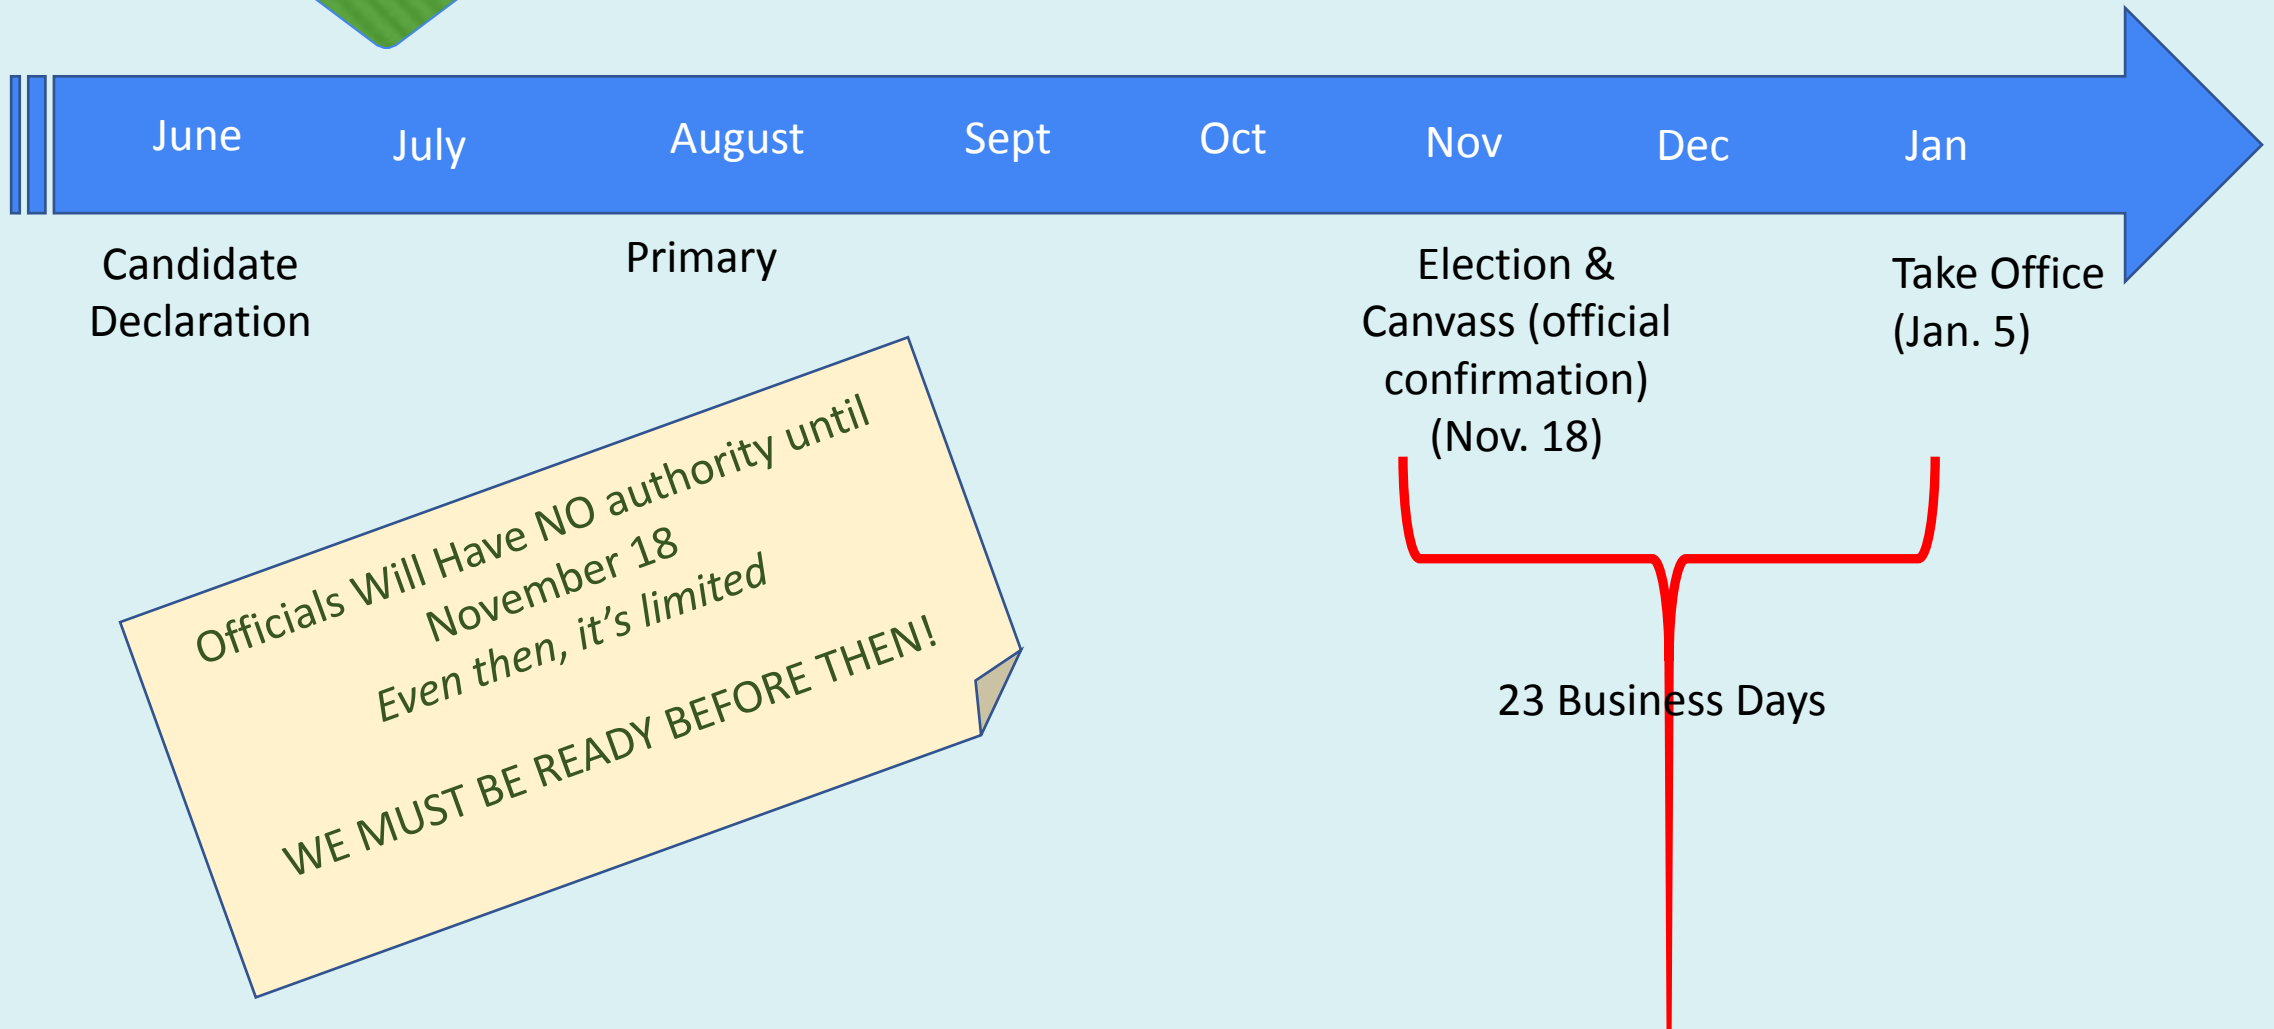 June
July
August
Sept
Oct
Nov
Dec
Jan
Candidate
Declaration
Primary
Election &
Canvass (official
confirmation)
(Nov. 18)
Take Office
(Jan. 5)
Officials Will Have NO authority until
November 18
Even then, it’s limited
WE MUST BE READY BEFORE THEN!
23 Business Days